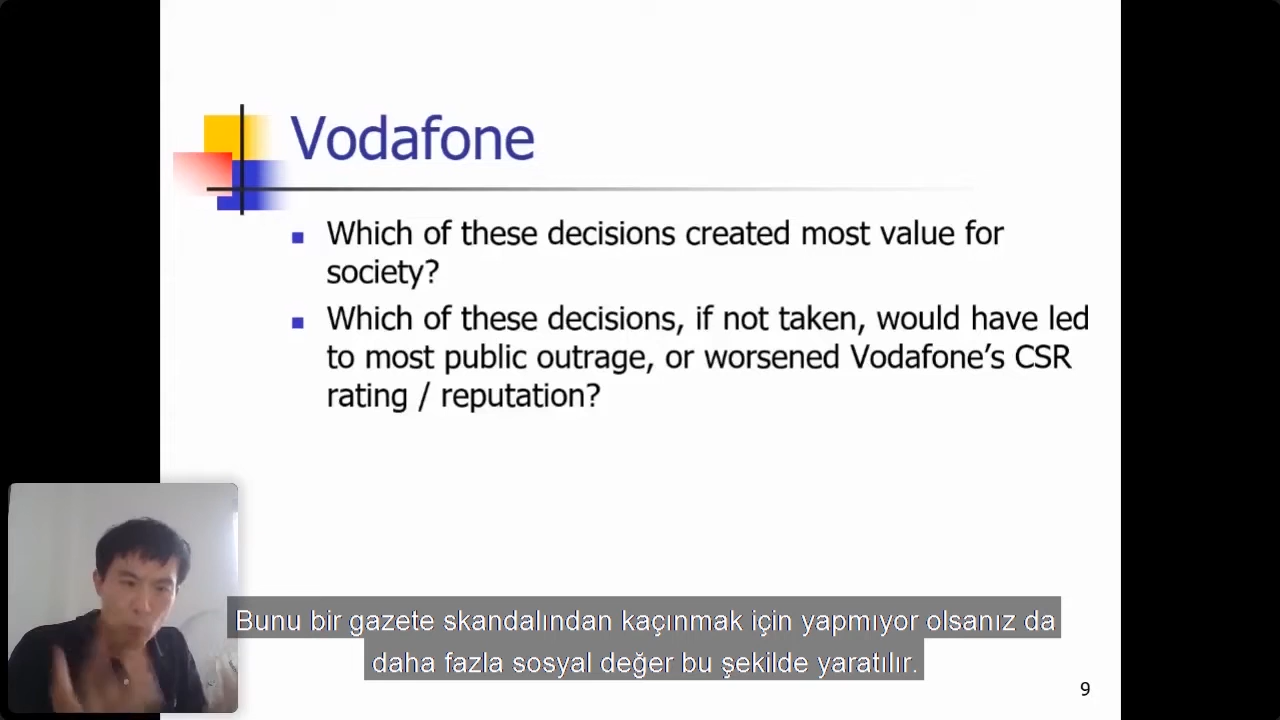 Vodafone
Which of these decisions created most value for
society?
Which of these decisions, if not taken, would have led
to most public outrage, or worsened Vodafone’s CSR
rating / reputation?
Bunu bir gazete skandalından kaçınmak için yapmıyor olsanız da
daha fazla sosyal değer bu şekilde yaratılır.
9